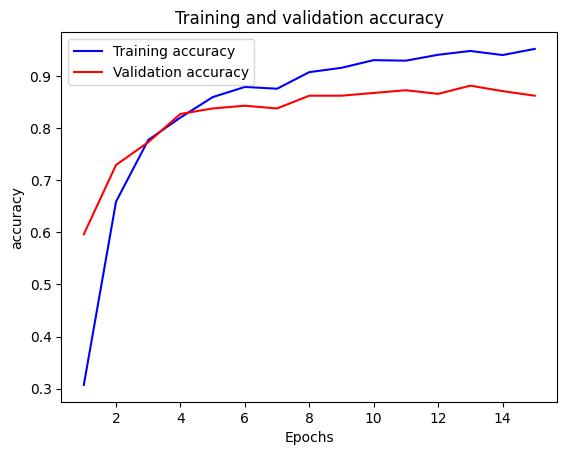 Training and validation accuracy
Training accuracy
Validation accuracy
accuracy
0.9
0.8
0.7
0.6
0.5
0.4
0.3
2 4 6 8 10 12 14
Epochs